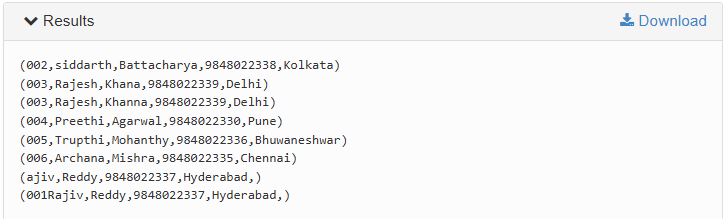 Results
Download
(002,siddarth,Battacharya,9848022338,Kolkata)
(003,Rajesh,Khana,9848022339,Delhi)
(003,Rajesh,Khanna,9848022339,Delhi)
(004,Preethi,Agarwal,9848022330,Pune)
(005,Trupthi,Mohanthy,9848022336,Bhuwaneshwar)
(006,Archana,Mishra,9848022335,Chennai)
(ajiv,Reddy,9848022337,Hyderabad,)
(001Rajiv,Reddy,9848022337,Hyderabad,)